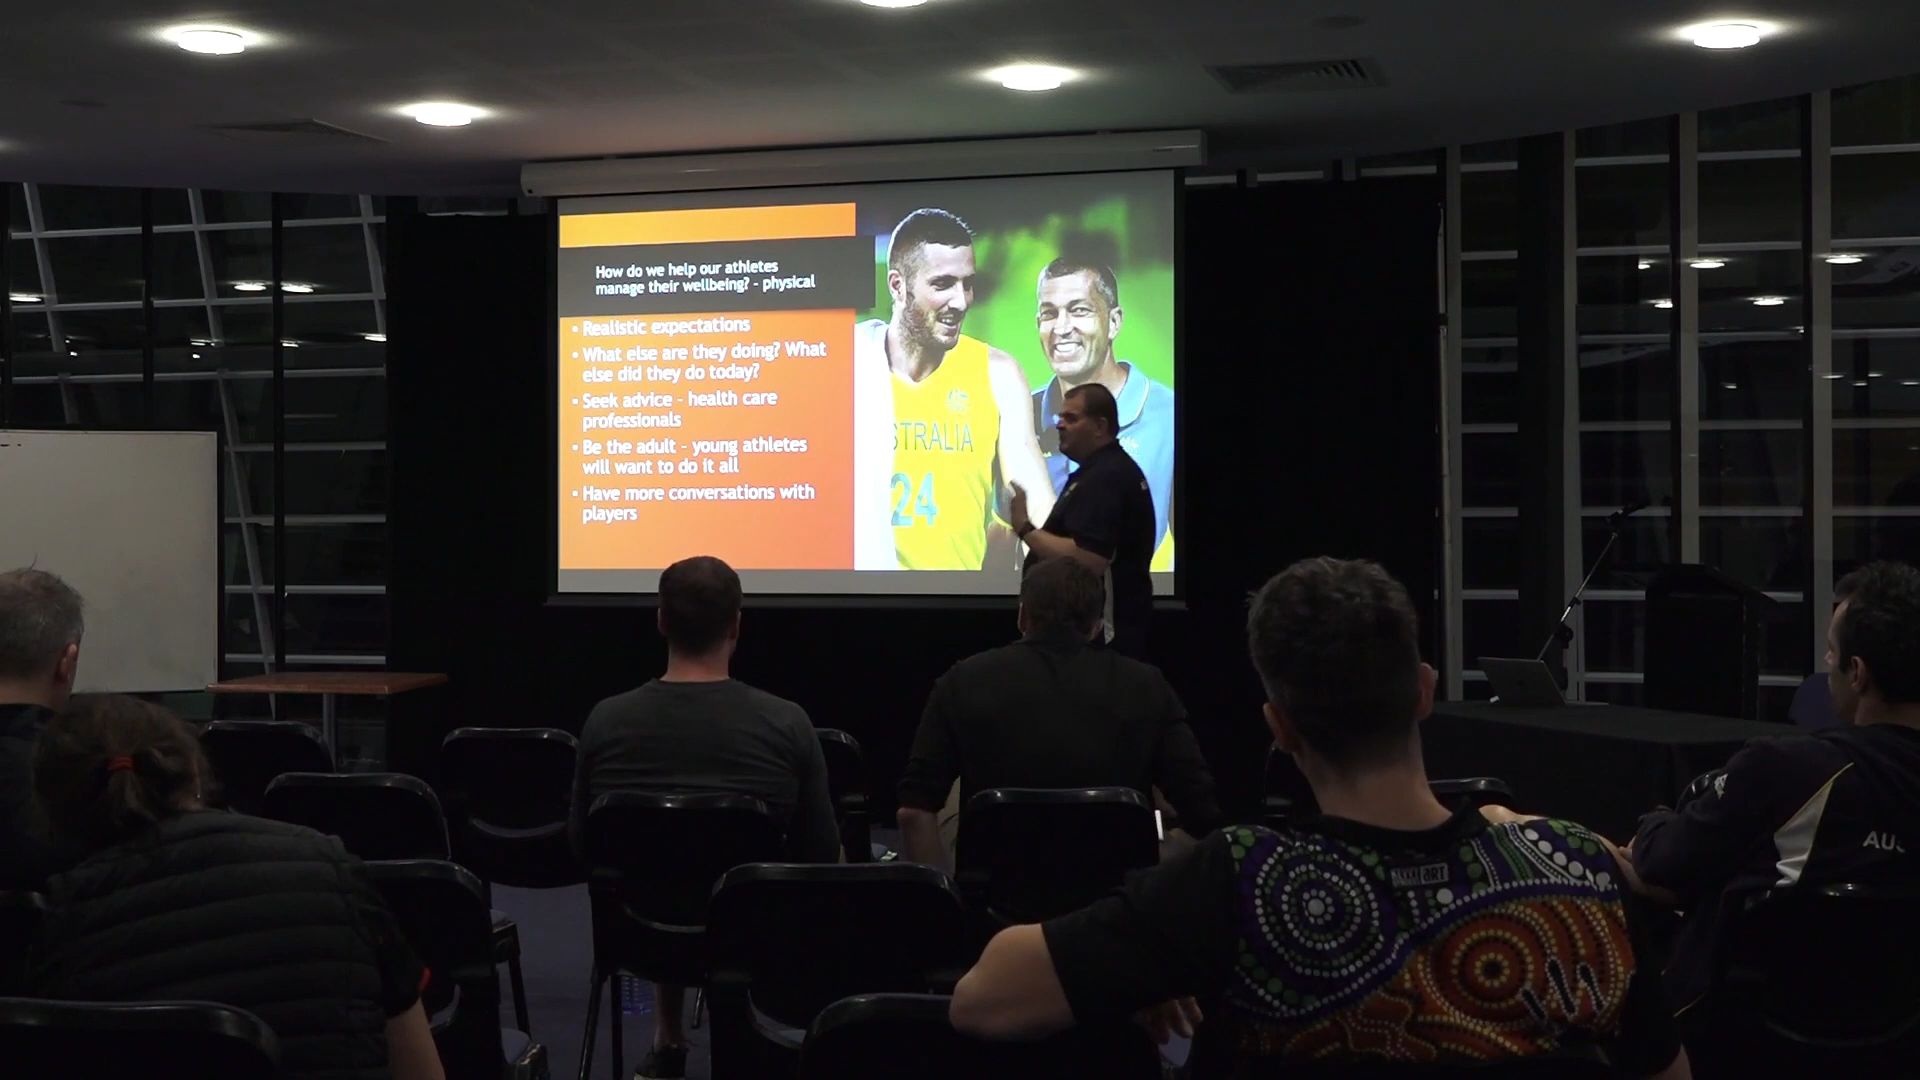 How do we help our athletes
manage their wellbeing? - physical
• Realistic expectations
• What else are they doing? What
else did they do today?
• Seek advice - health care
professionals
• Be the adult - young athletes
will want to do it all
• Have more conversations with
players
STRALIA
24
ART
AUS